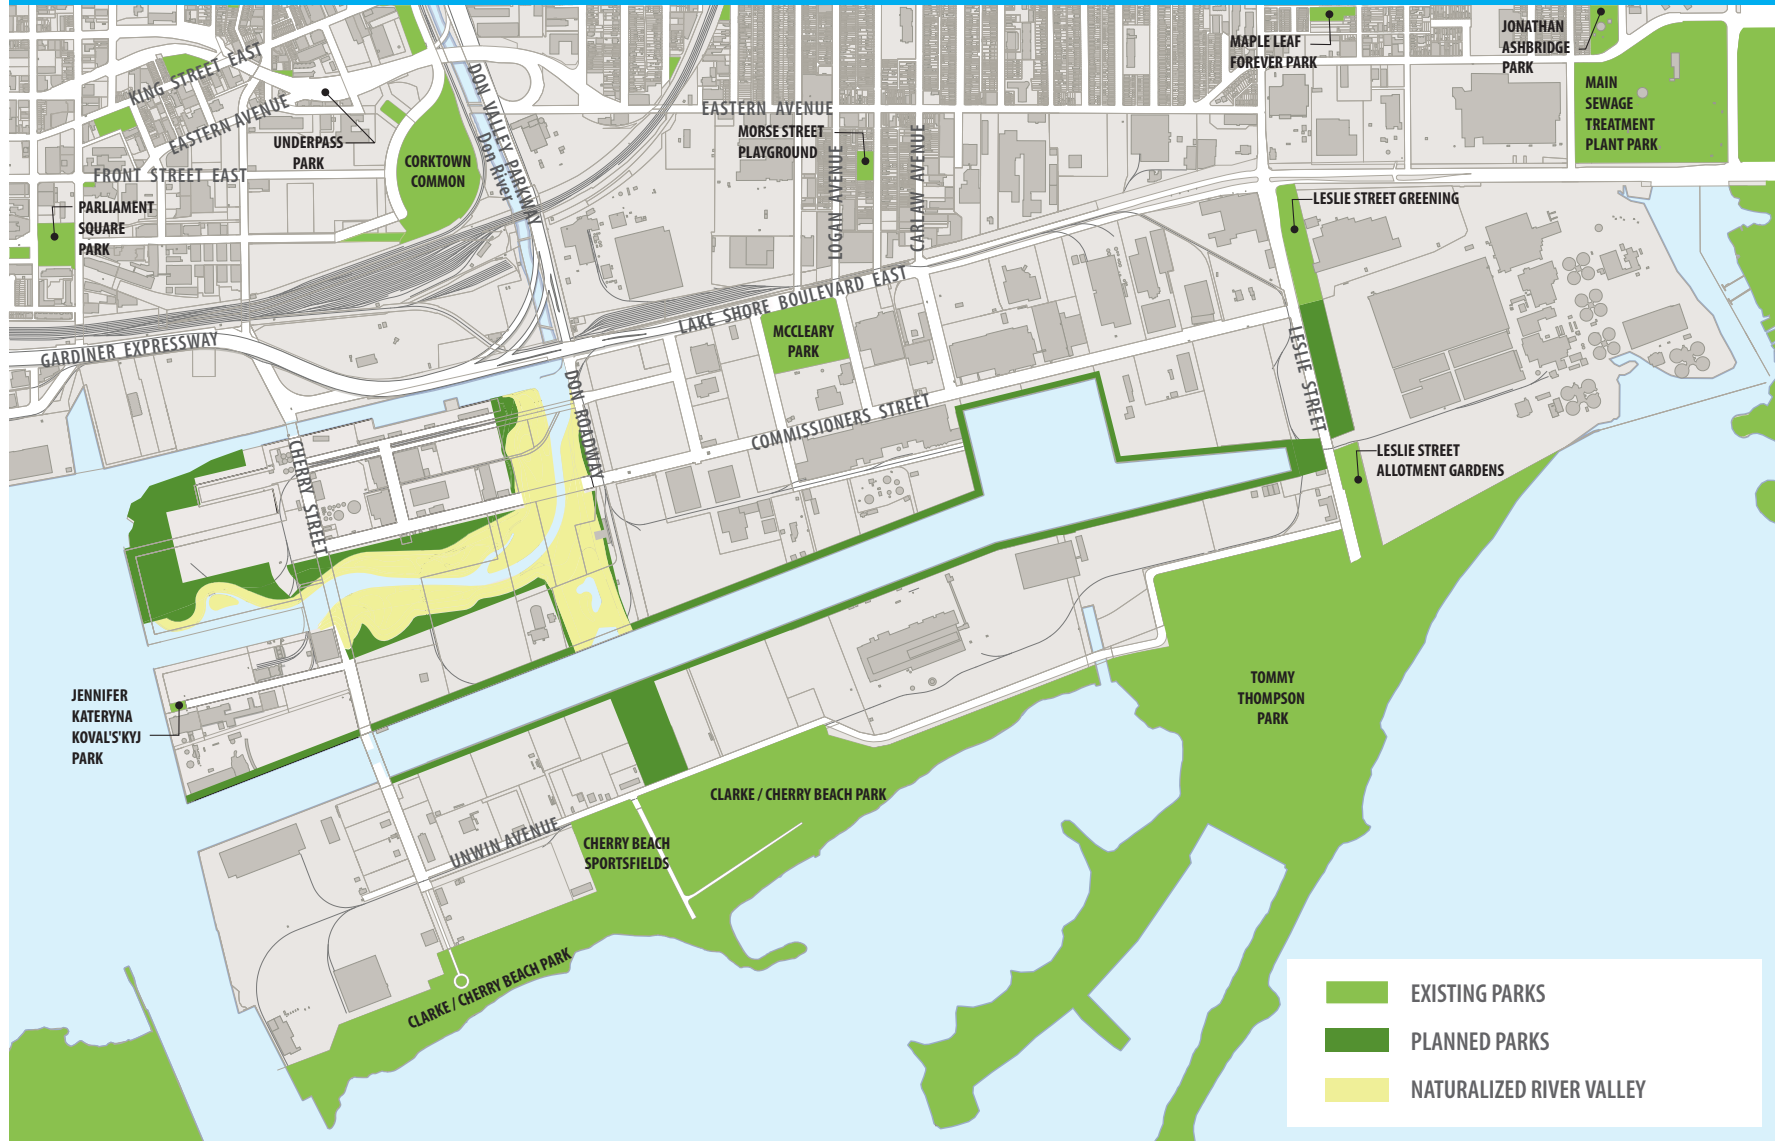 MAPLE LEAF
FOREVER PARK
JONATHAN
ASHBRIDGE
PARK
MAIN
SEWAGE
TREATMENT
PLANT PARK
KING STREET EAST
EASTERN AVENUE
UNDERPASS
PARK
FRONT STREET EAST
CORKTOWN
COMMON
DON VALLEY PARKWAY
Don River
EASTERN AVENUE
MORSE STREET
PLAYGROUND
LOGAN AVENUE
CARLAW AVENUE
PARLIAMENT
SQUARE
PARK
LESLIE STREET GREENING
GARDINER EXPRESSWAY
LAKE SHORE BOULEVARD EAST
MCCLEARY
PARK
LESLIE STREET
DON ROADWAY
COMMISSIONERS STREET
CHERRY STREET
LESLIE STREET
ALLOTMENT GARDENS
JENNIFER
KATERYNA
KOVAL'S'KYJ
PARK
TOMMY
THOMPSON
PARK
CLARKE / CHERRY BEACH PARK
UNWIN AVENUE
CHERRY BEACH
SPORTSFIELDS
CLARKE / CHERRY BEACH PARK
EXISTING PARKS
PLANNED PARKS
NATURALIZED RIVER VALLEY